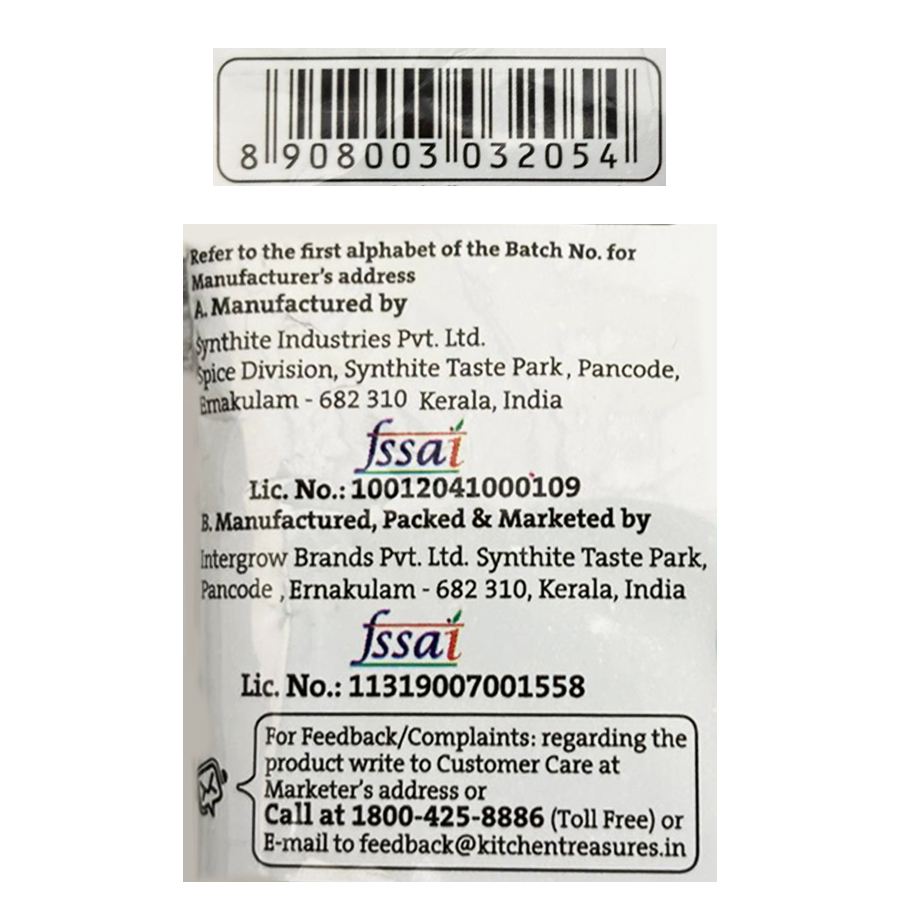 8 908003 032054
Refer to the first alphabet of the Batch No. for
Manufacturer's address
A. Manufactured by
Synthite Industries Pvt. Ltd.
Spice Division, Synthite Taste Park, Pancode,
Ernakulam - 682 310 Kerala, India
fssai
Lic. No.: 10012041000109
B. Manufactured, Packed & Marketed by
Intergrow Brands Pvt. Ltd. Synthite Taste Park,
Pancode , Ernakulam - 682 310, Kerala, India
fssai
Lic. No.: 11319007001558
For Feedback/Complaints: regarding the
product write to Customer Care at
Marketer's address or
Call at 1800-425-8886 (Toll Free) or
E-mail to feedback@kitchentreasures.in